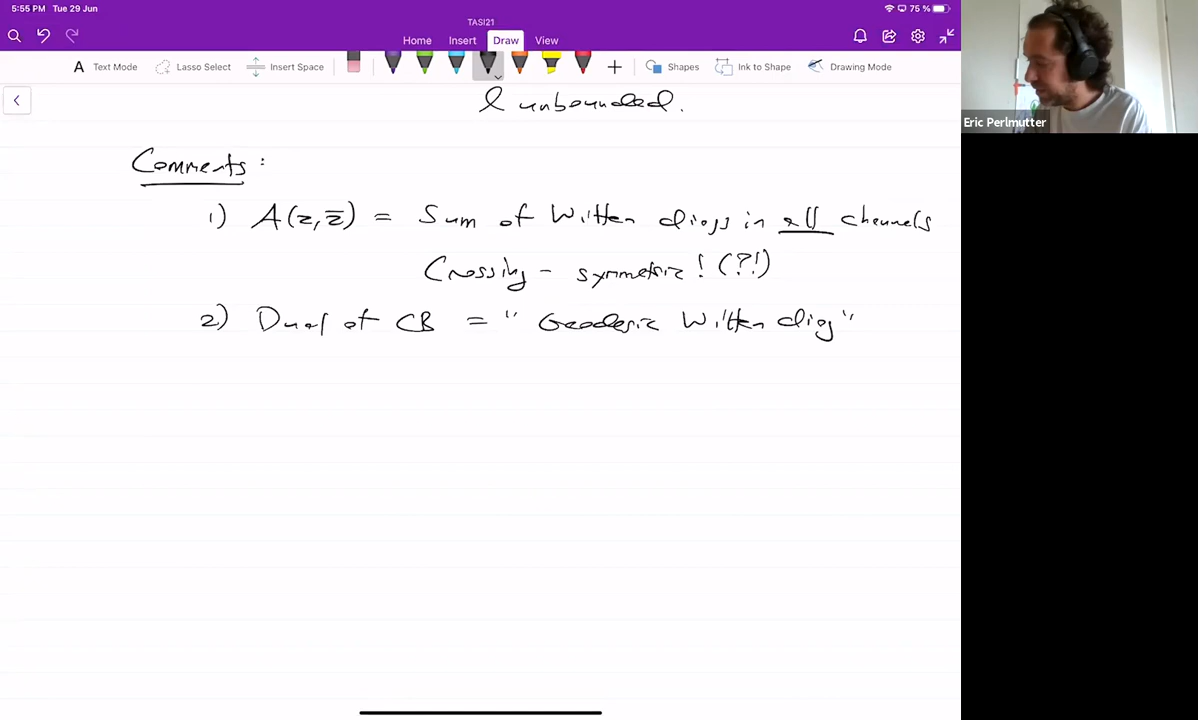 5:55 PM Tue 29 Jun
75 %
TASI21
Home Insert Draw View
A Text Mode Lasso Select Insert Space Shapes Ink to Shape Drawing Mode
Eric Perlmutter
l unbounded.
Comments :
1) A(z, z̅) = Sum of Witten diags in all channels
Crossing - symmetric! (?!)
2) Dual of CB = "Geodesic Witten diag"